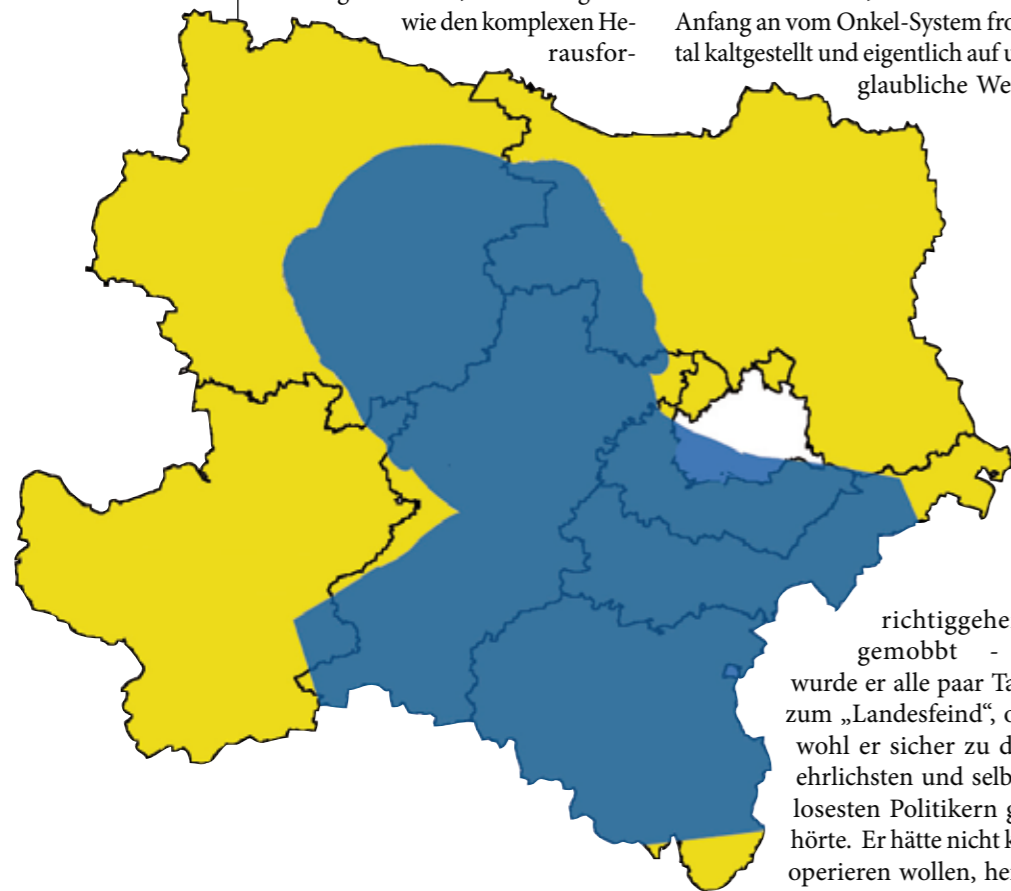 wie den komplexen He-
rausfor-
Anfang an vom Onkel-System fro
tal kaltgestellt und eigentlich auf u
glaubliche We
richtiggehe
gemobbt -
wurde er alle paar Ta
zum „Landesfeind“, o
wohl er sicher zu d
ehrlichsten und selb
losesten Politikern g
hörte. Er hätte nicht k
operieren wollen, he